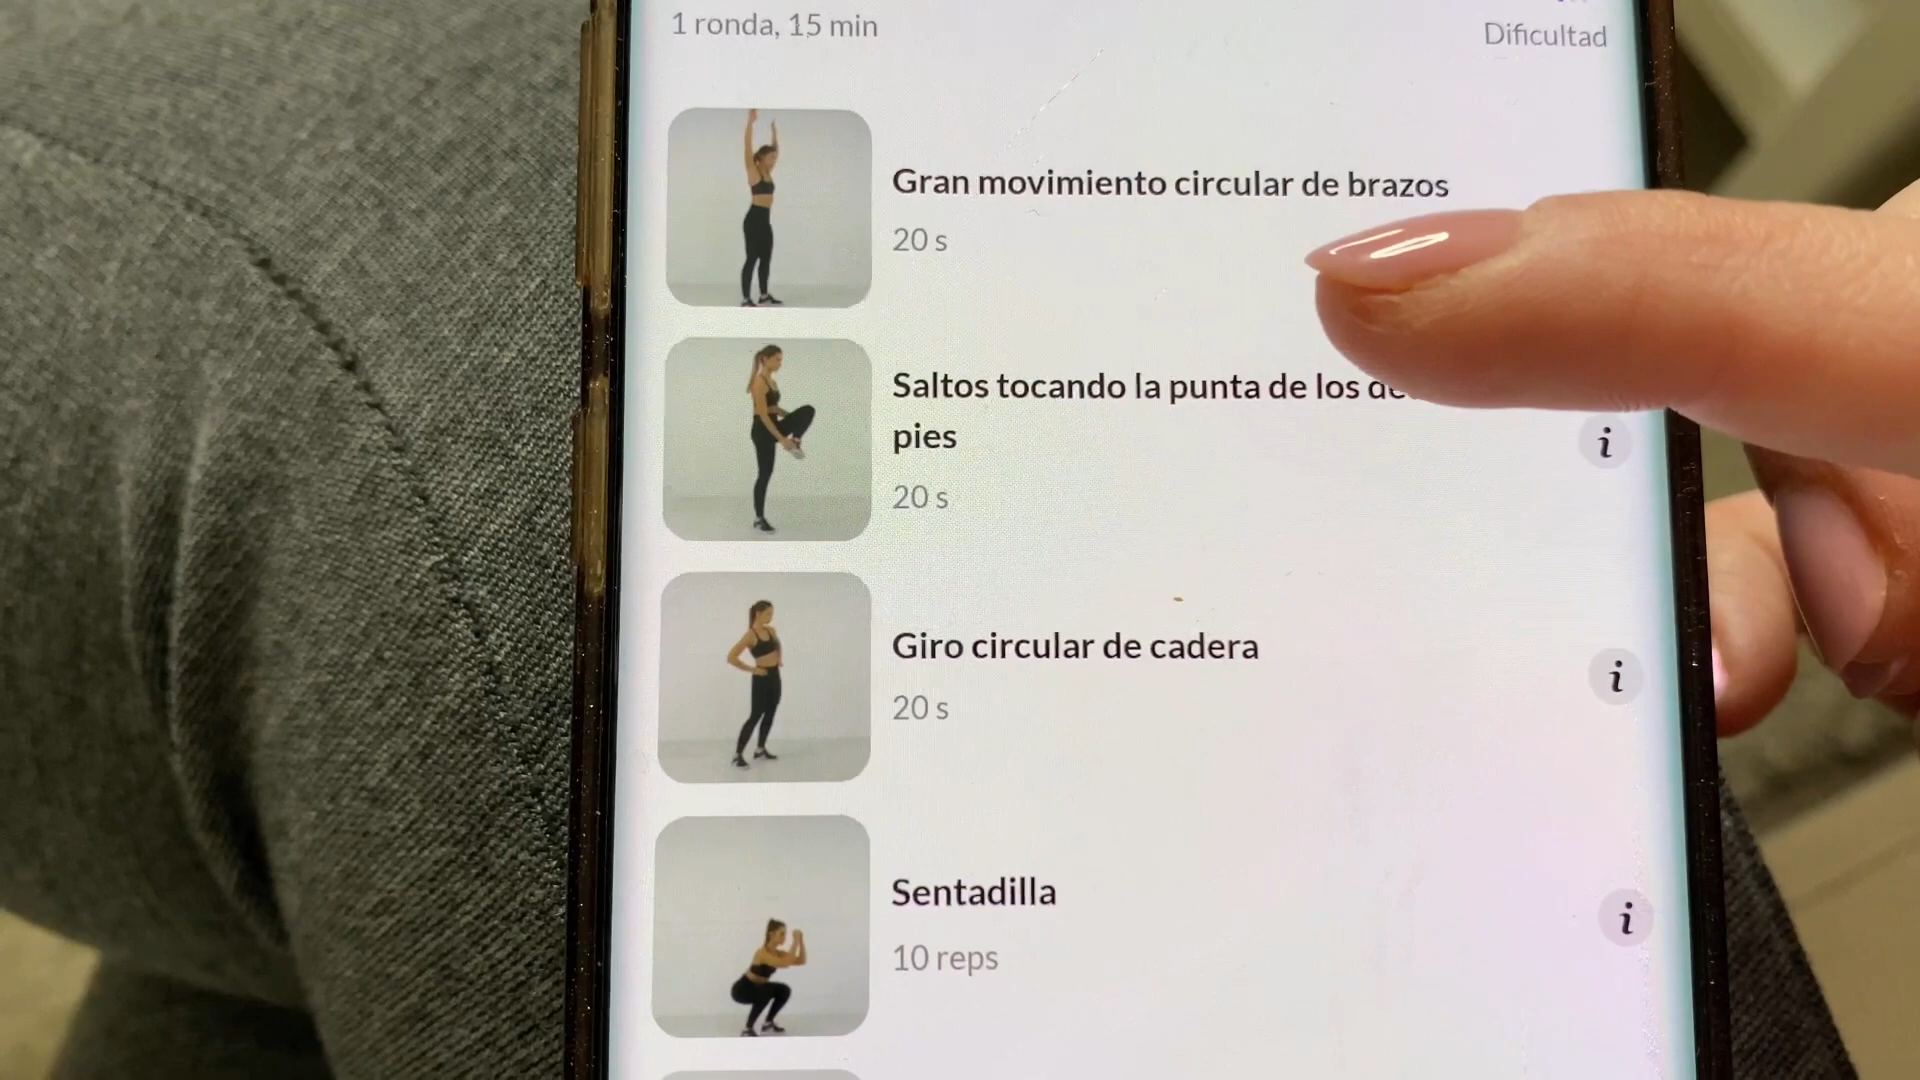 1 ronda, 15 min
Dificultad
Gran movimiento circular de brazos
20 s
Saltos tocando la punta de los
pies
20 s
i
Giro circular de cadera
20 s
i
Sentadilla
10 reps
i